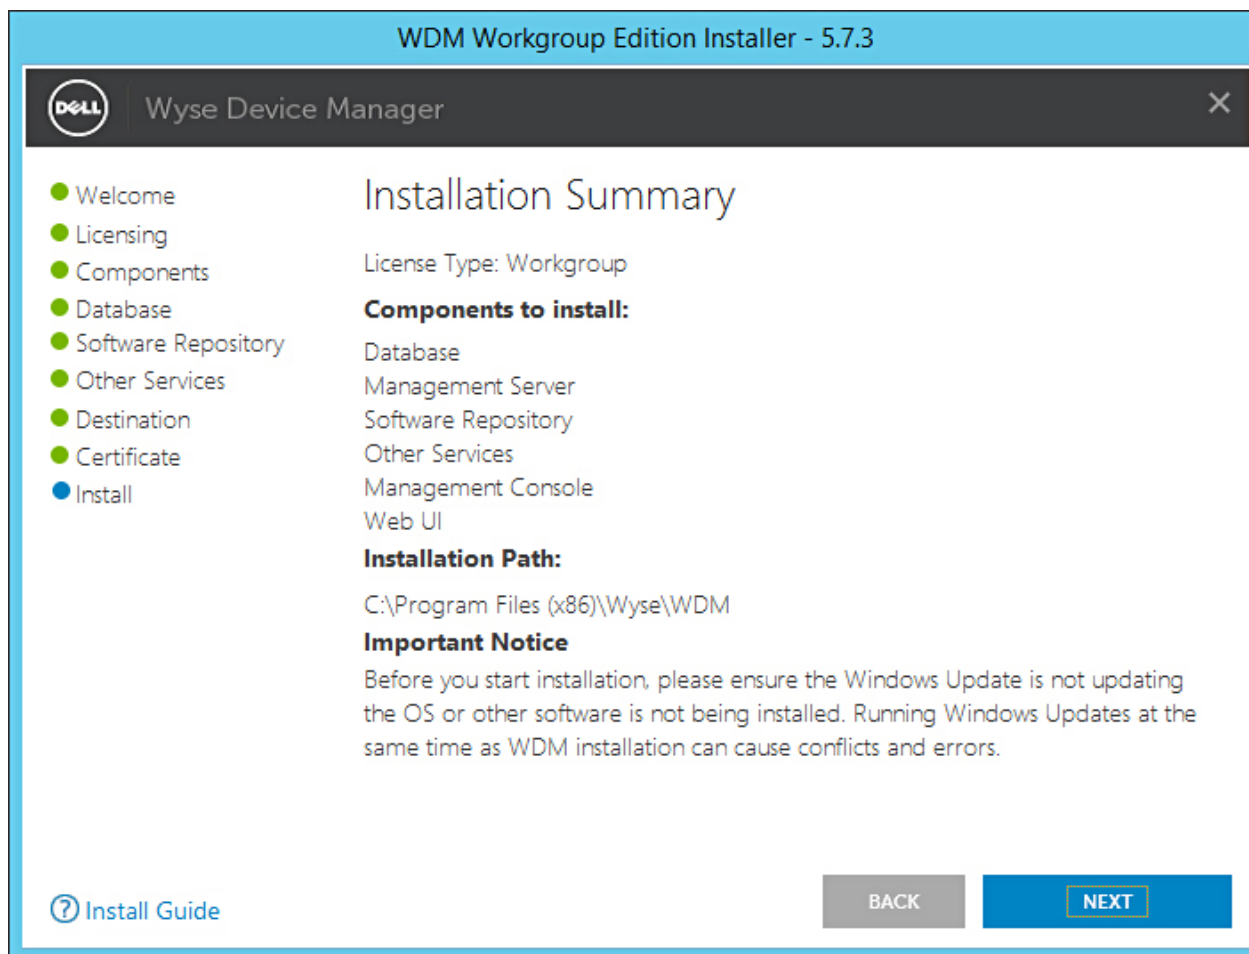 WDM Workgroup Edition Installer - 5.7.3
DELL
Wyse Device Manager
Welcome
Licensing
Components
Database
Software Repository
Other Services
Destination
Certificate
Install
Installation Summary
License Type: Workgroup
Components to install:
Database
Management Server
Software Repository
Other Services
Management Console
Web UI
Installation Path:
C:\Program Files (x86)\Wyse\WDM
Important Notice
Before you start installation, please ensure the Windows Update is not updating
the OS or other software is not being installed. Running Windows Updates at the
same time as WDM installation can cause conflicts and errors.
? Install Guide
BACK
NEXT